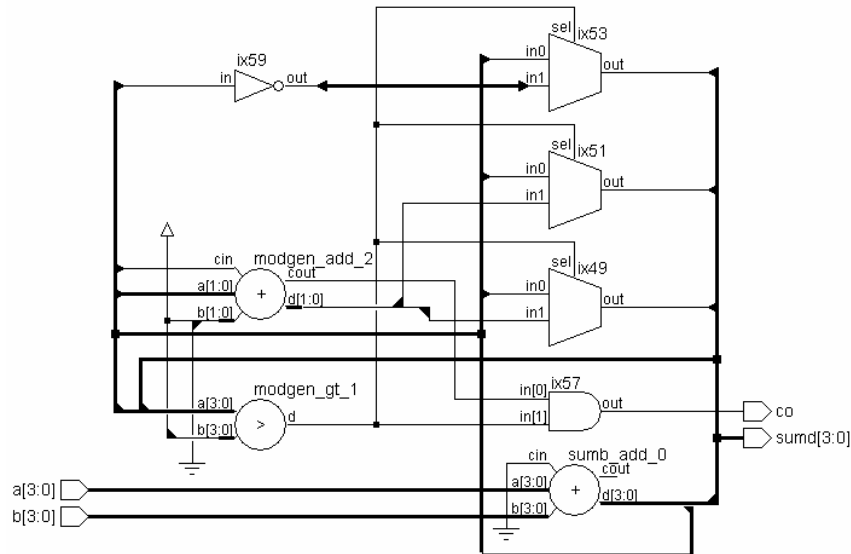 sel ix53
in0
in1
out
ix59
in
out
sel ix51
in0
in1
out
cin
modgen_add_2
cout
a[1:0]
+
d[1:0]
b[1:0]
sel ix49
in0
in1
out
modgen_gt_1
a[3:0]
>
d
b[3:0]
ix57
in[0]
in[1]
out
co
sumd[3:0]
cin
sumb_add_0
cout
a[3:0]
+
d[3:0]
b[3:0]
a[3:0]
b[3:0]